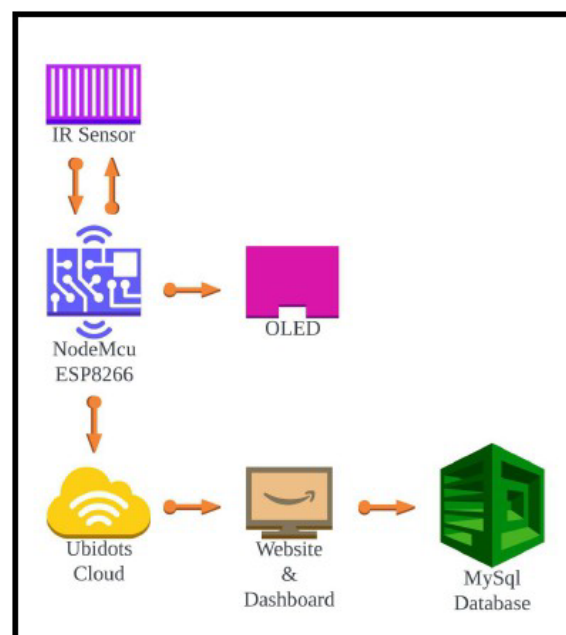 IR Sensor
NodeMcu
ESP8266
OLED
Ubidots
Cloud
Website
&
Dashboard
MySql
Database